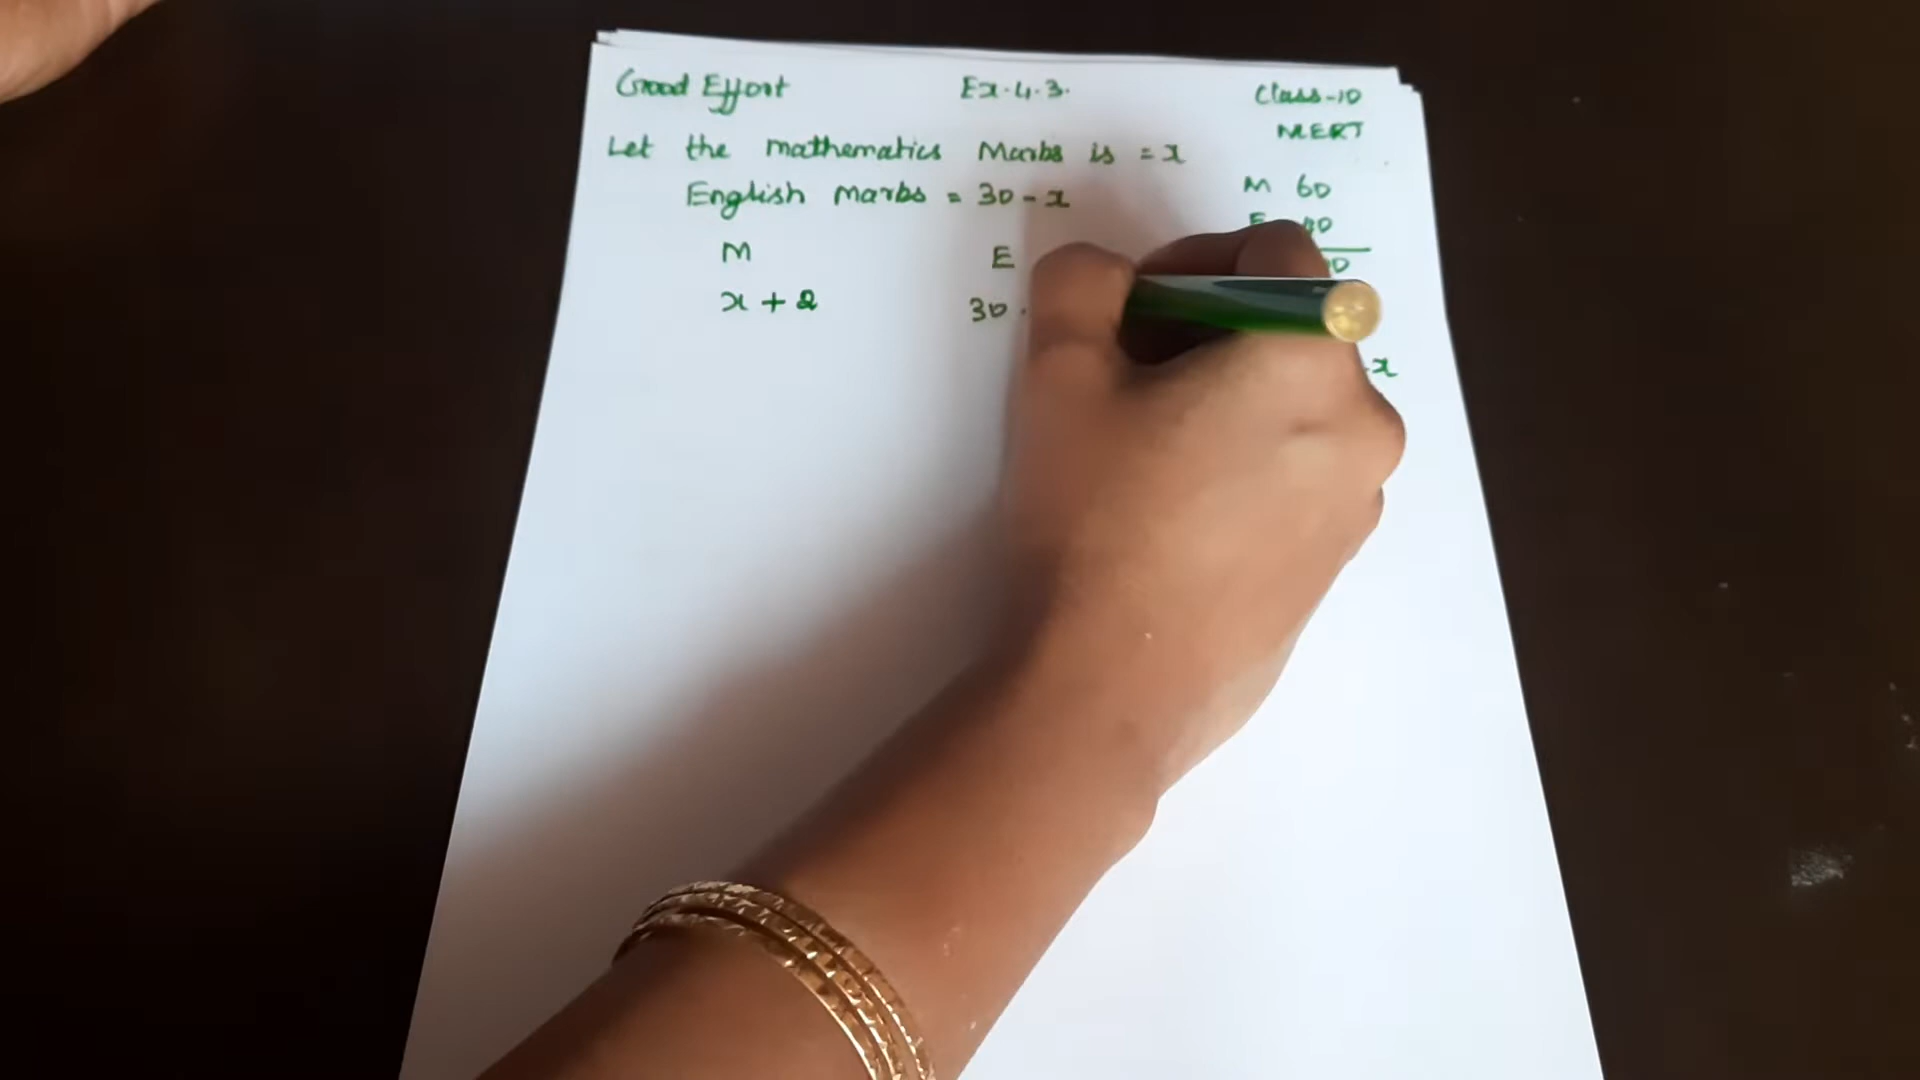 Good Effort Ex.4.3. Class-10
NCERT
Let the mathematics Marks is = x
English marks = 30 - x
M 60
M E
x + 2 30
x